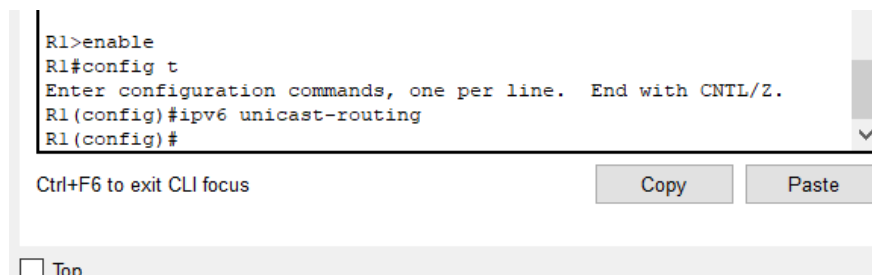 R1>enable
R1#config t
Enter configuration commands, one per line.  End with CNTL/Z.
R1(config)#ipv6 unicast-routing
R1(config)#
Ctrl+F6 to exit CLI focus
Copy
Paste
Top